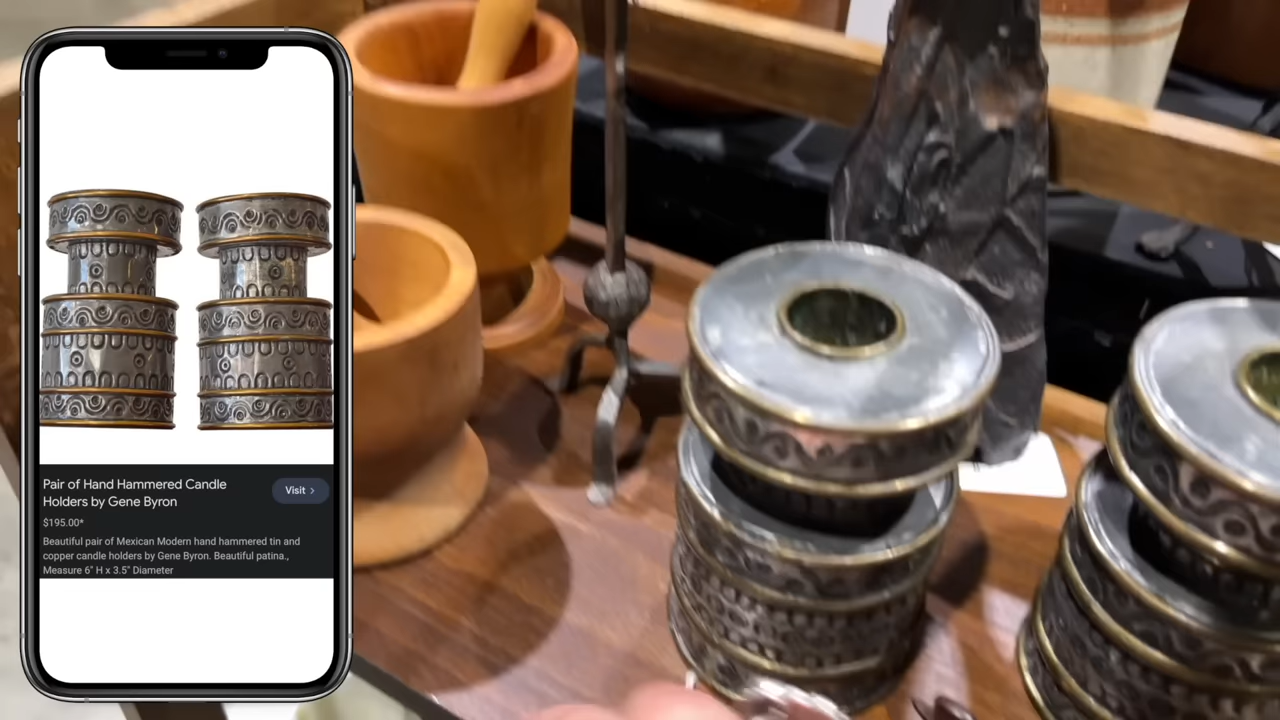 Pair of Hand Hammered Candle
Holders by Gene Byron
Visit >
$195.00*
Beautiful pair of Mexican Modern hand hammered tin and
copper candle holders by Gene Byron. Beautiful patina.,
Measure 6" H x 3.5" Diameter